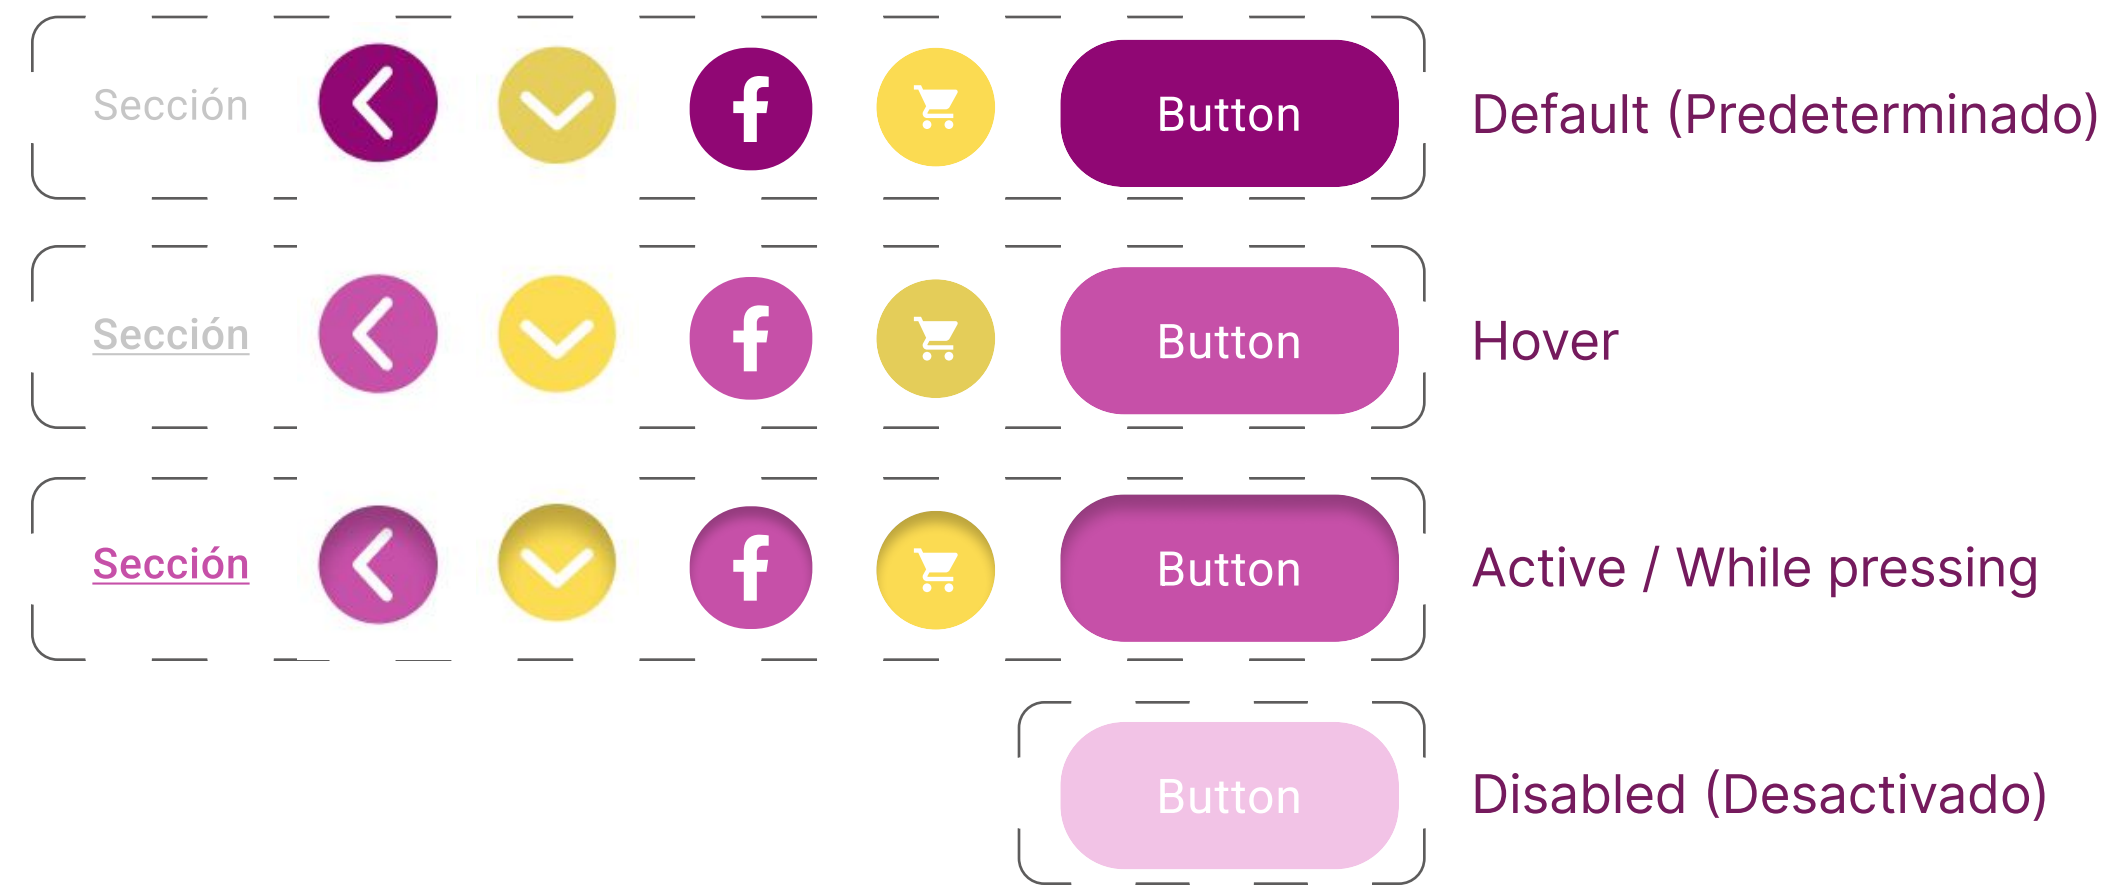 Sección
Button
Default (Predeterminado)
Sección
Button
Hover
Sección
Button
Active / While pressing
Button
Disabled (Desactivado)